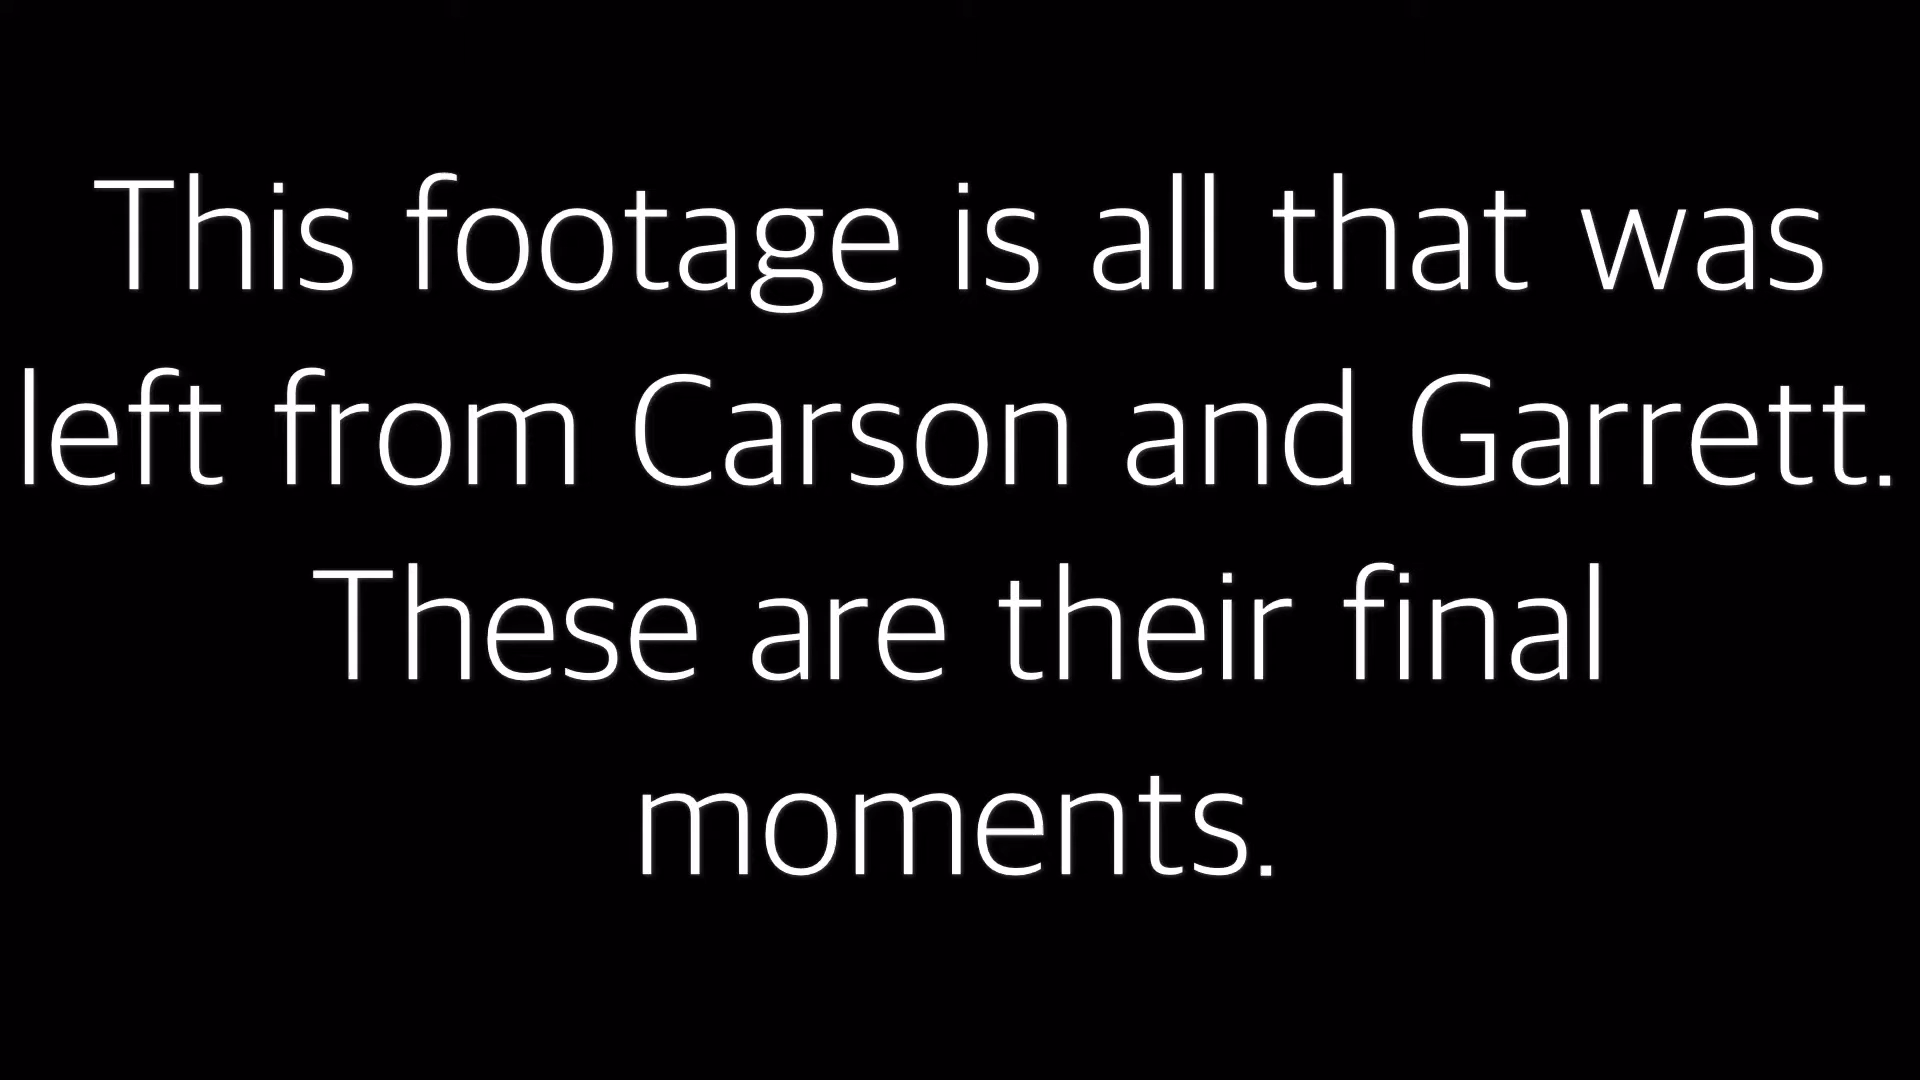 This footage is all that was
left from Carson and Garrett.
These are their final
moments.